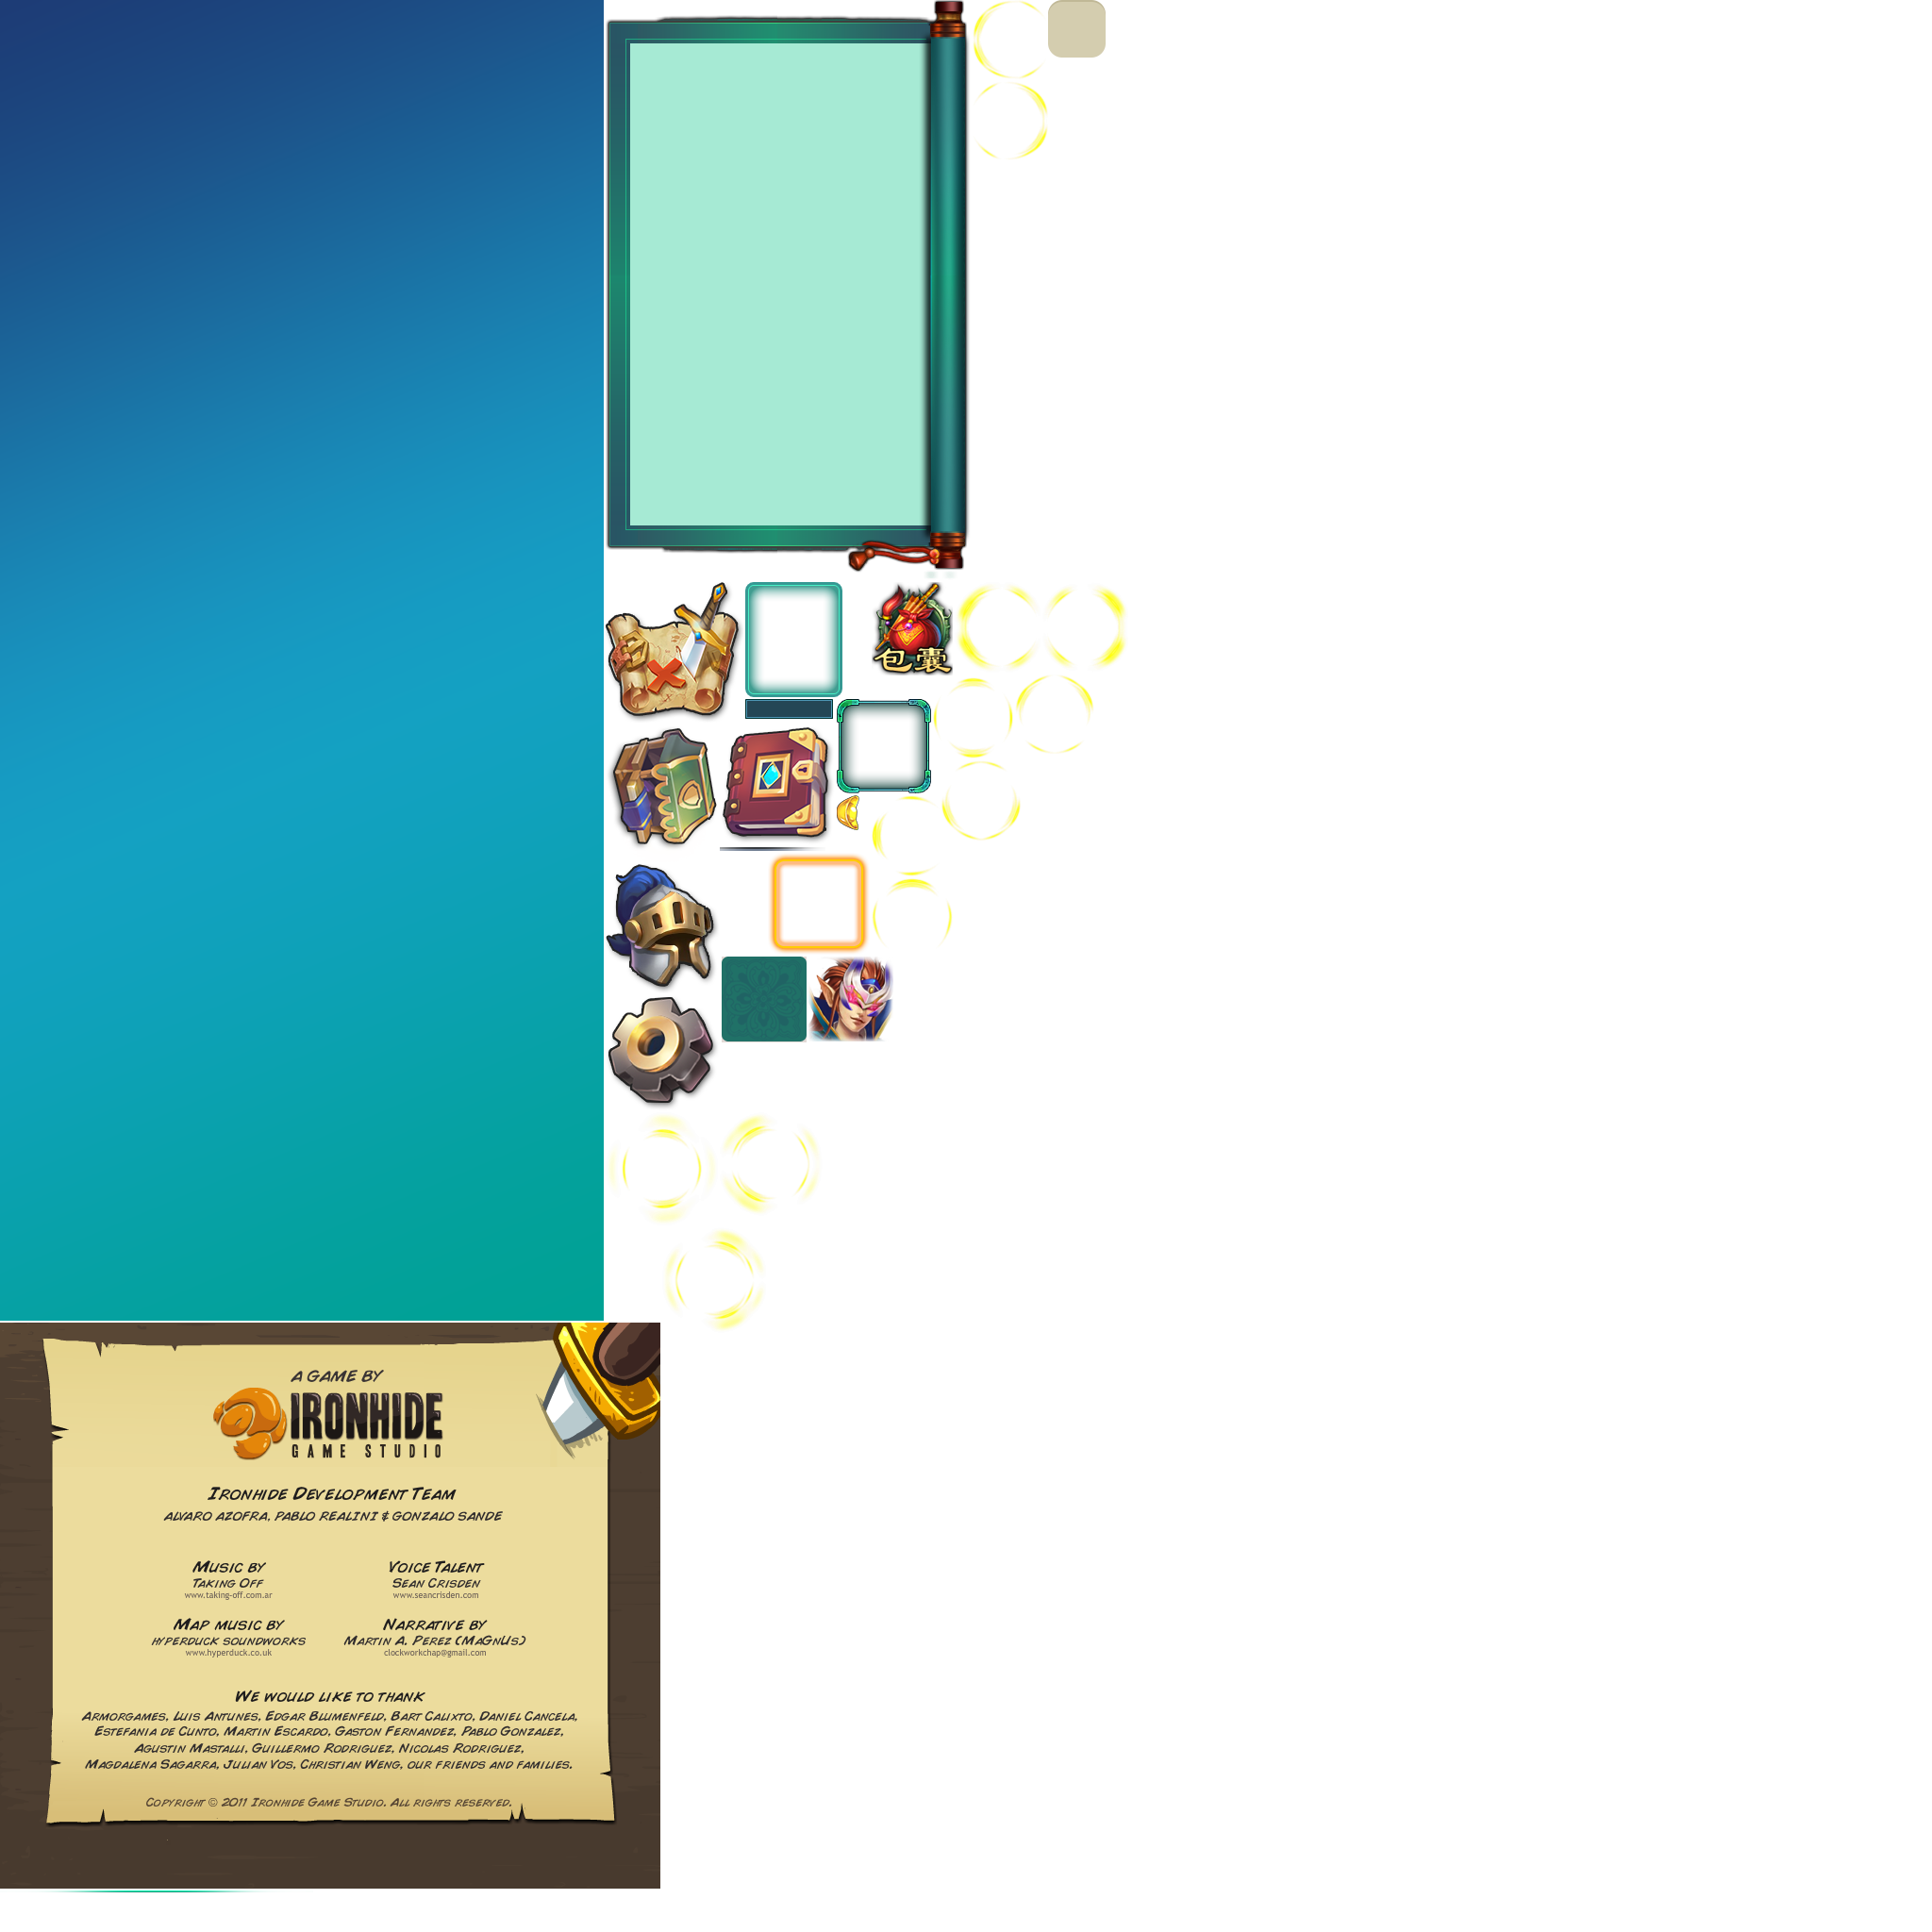 包囊
A GAME BY
IRONHIDE
GAME STUDIO
IRONHIDE DEVELOPMENT TEAM
ALVARO AZOFRA, PABLO REALINI & GONZALO SANDE
MUSIC BY
TAKING OFF
www.taking-off.com.ar
VOICE TALENT
SEAN CRISDEN
www.seancrisden.com
MAP MUSIC BY
HYPERDUCK SOUNDWORKS
www.hyperduck.co.uk
NARRATIVE BY
MARTIN A. PEREZ (MAGNUS)
clockworkchap@gmail.com
WE WOULD LIKE TO THANK
ARMORGAMES, LUIS ANTUNES, EDGAR BLUMENFELD, BART CALIXTO, DANIEL CANCELA,
ESTEFANIA DE CUNTO, MARTIN ESCARDO, GASTON FERNANDEZ, PABLO GONZALEZ,
AGUSTIN MASTALLI, GUILLERMO RODRIGUEZ, NICOLAS RODRIGUEZ,
MAGDALENA SAGARRA, JULIAN VOS, CHRISTIAN WENG, OUR FRIENDS AND FAMILIES.
COPYRIGHT © 2011 IRONHIDE GAME STUDIO. ALL RIGHTS RESERVED.